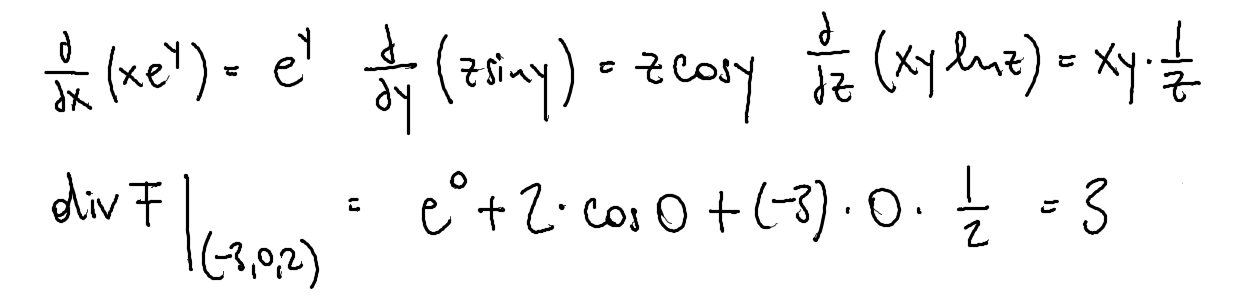 ∂/∂x (xe^y) = e^y ∂/∂y (z sin y) = z cos y ∂/∂z (xy ln z) = xy · 1/z
div F |_(-3,0,2) = e^0 + 2 · cos 0 + (-3) · 0 · 1/2 = 3